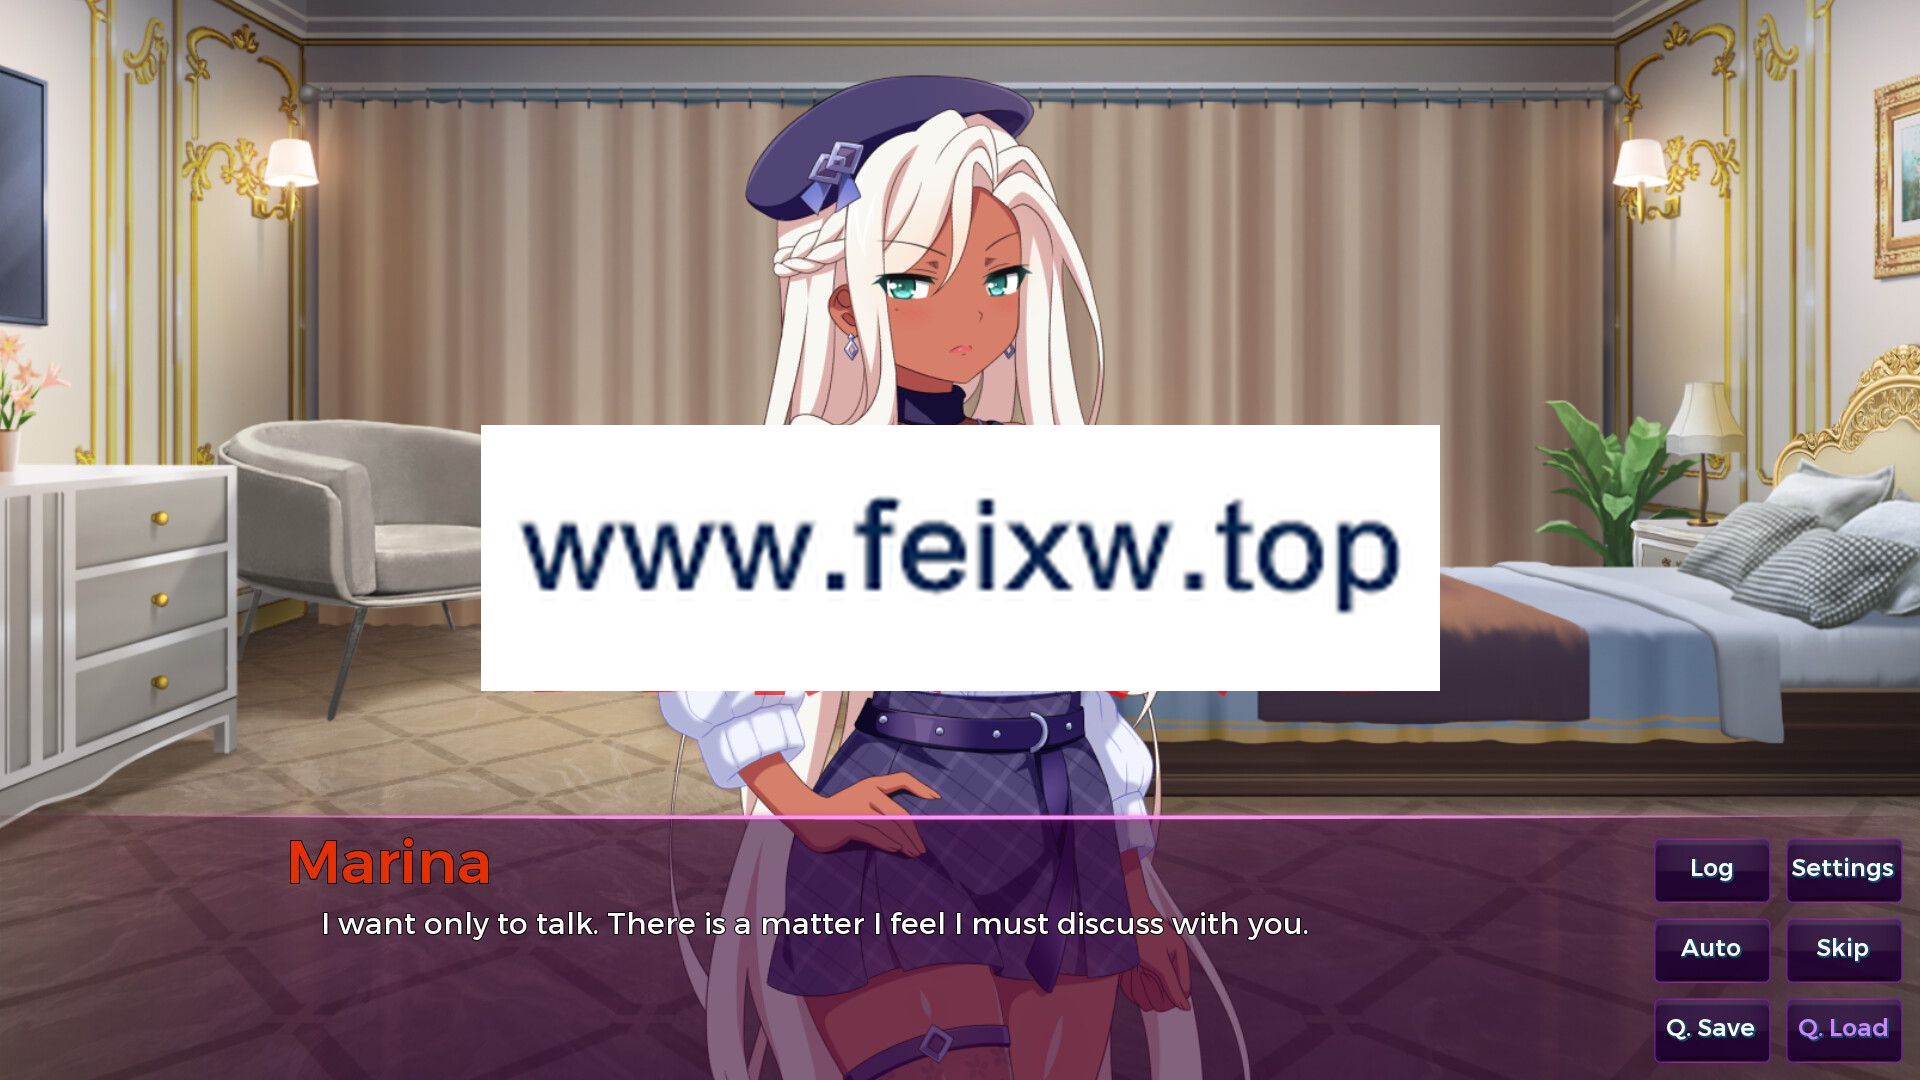 www.feixw.top
Marina
I want only to talk. There is a matter I feel I must discuss with you.
Log
Settings
Auto
Skip
Q. Save
Q. Load